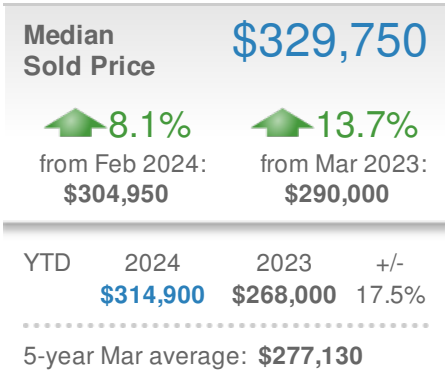 Median
Sold Price
$329,750
8.1%
13.7%
from Feb 2024:
from Mar 2023:
$304,950
$290,000
YTD 2024 2023 +/-
$314,900 $268,000 17.5%
5-year Mar average: $277,130